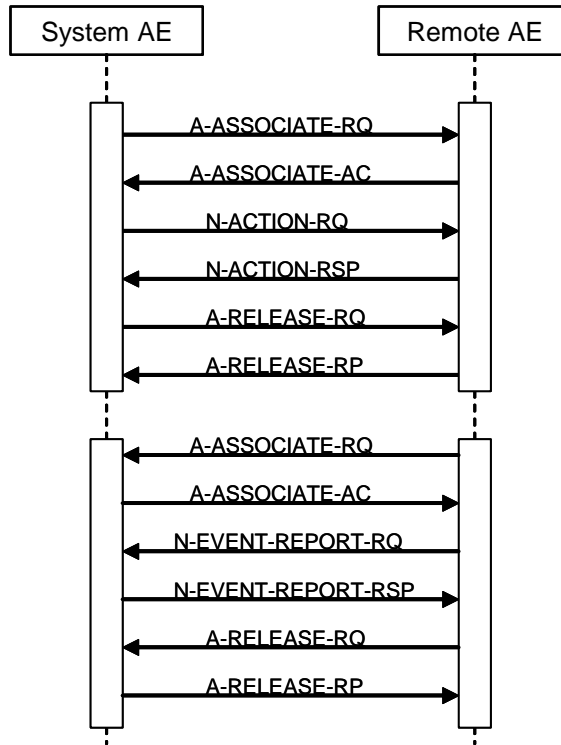 System AE
Remote AE
A-ASSOCIATE-RQ
A-ASSOCIATE-AC
N-ACTION-RQ
N-ACTION-RSP
A-RELEASE-RQ
A-RELEASE-RP
A-ASSOCIATE-RQ
A-ASSOCIATE-AC
N-EVENT-REPORT-RQ
N-EVENT-REPORT-RSP
A-RELEASE-RQ
A-RELEASE-RP